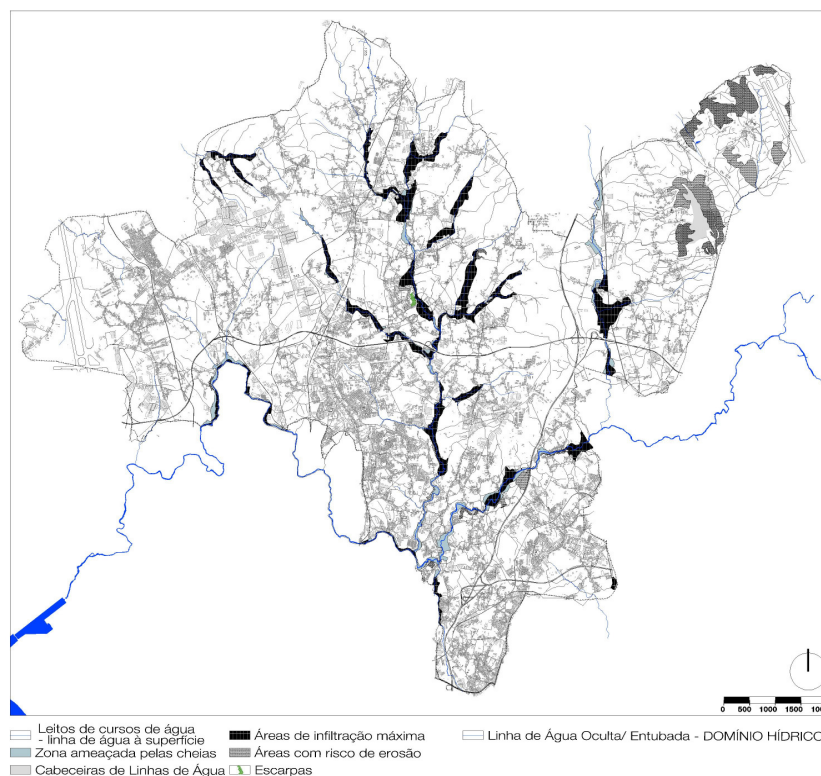 0 500 1000 1500
Leitos de cursos de água
- linha de água à superfície
Zona ameaçada pelas cheias
Cabeceiras de Linhas de Água
Áreas de infiltração máxima
Áreas com risco de erosão
Escarpas
Linha de Água Oculta/ Entubada - DOMÍNIO HÍDRICO